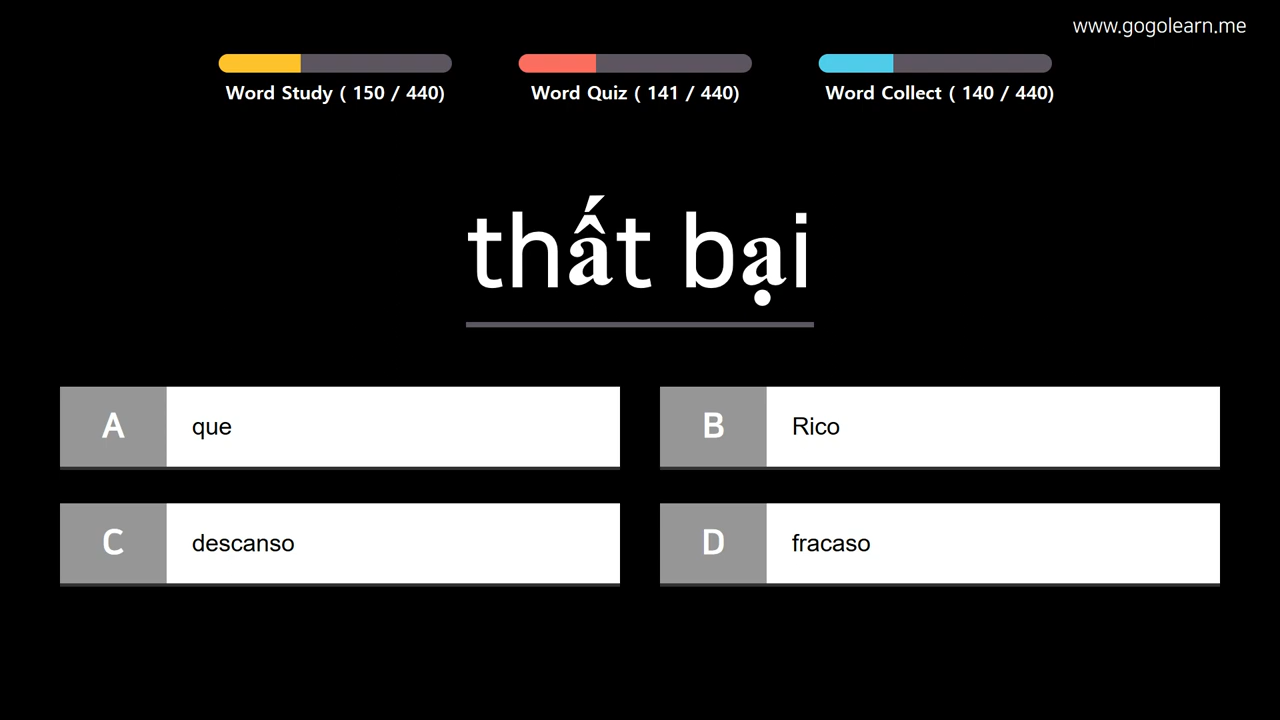 www.gogolearn.me
Word Study ( 150 / 440)
Word Quiz ( 141 / 440)
Word Collect ( 140 / 440)
thất bại
A que
B Rico
C descanso
D fracaso